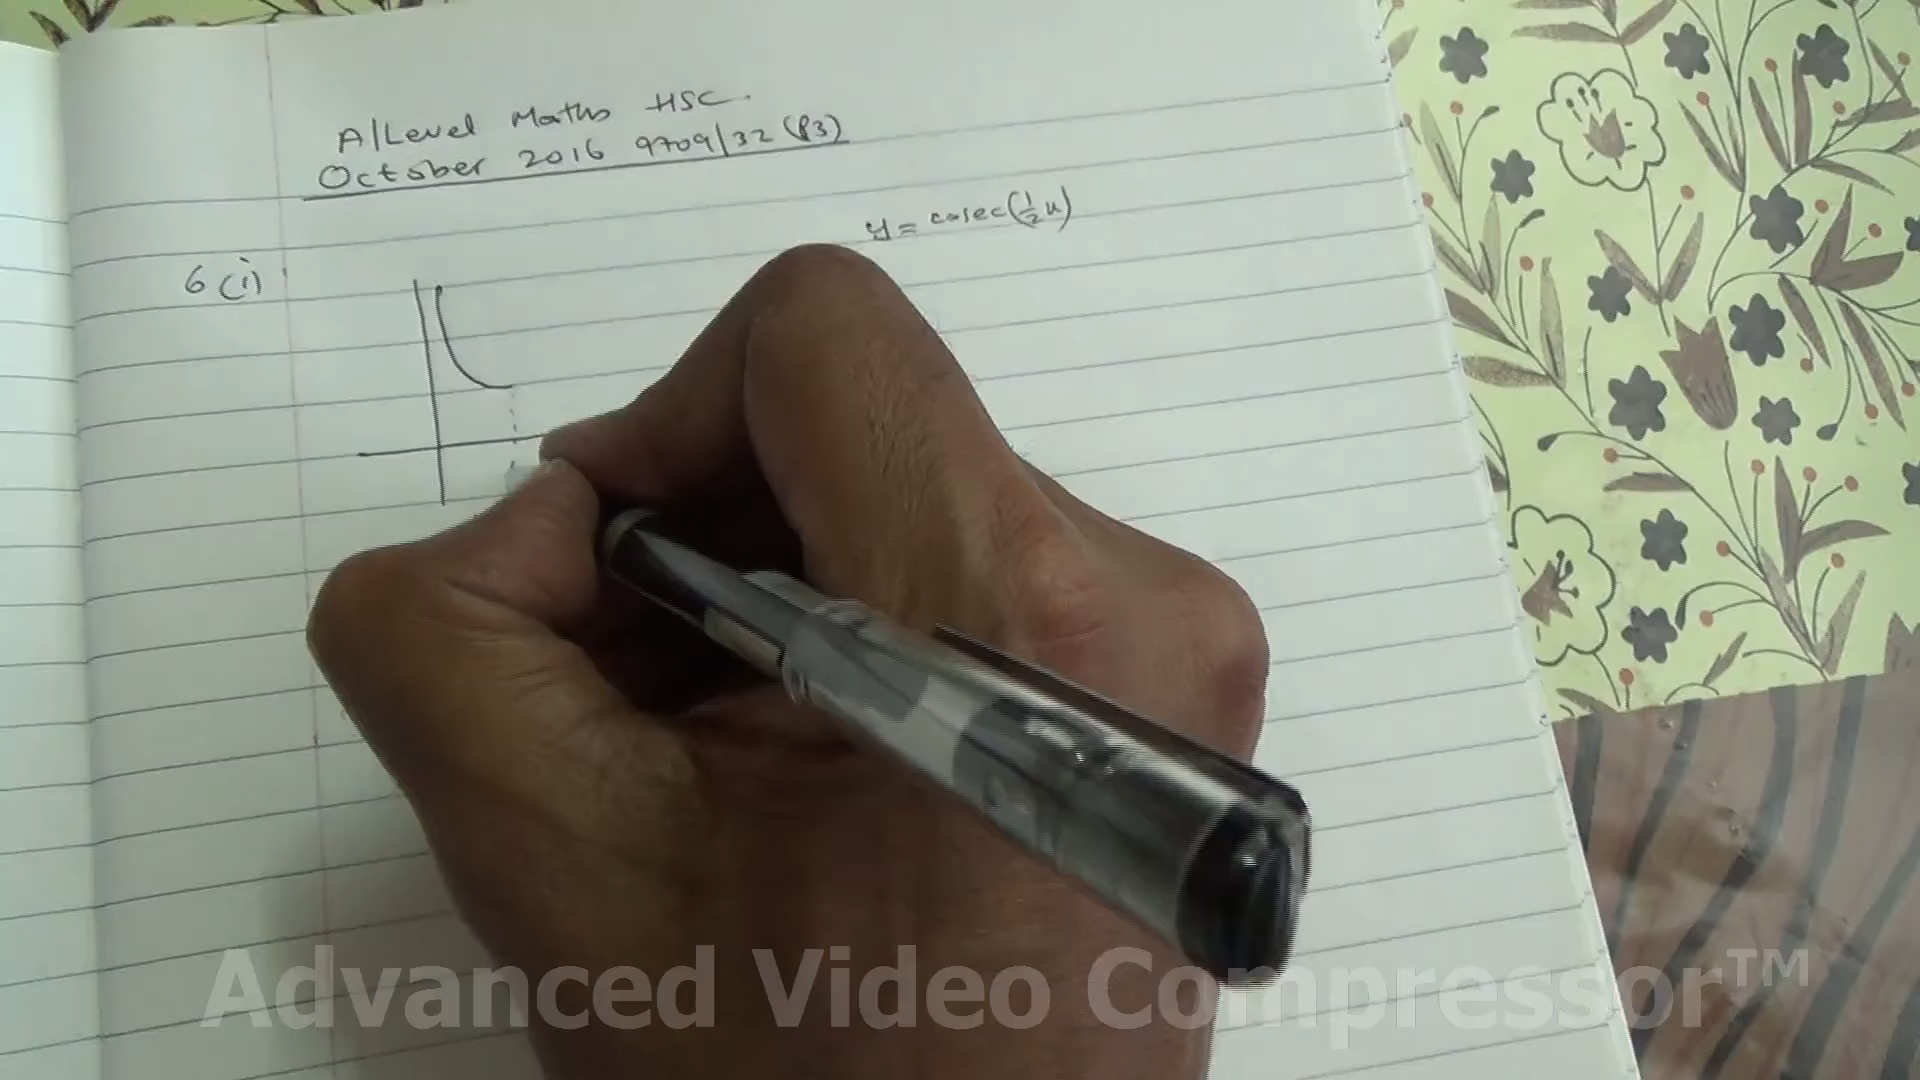 A/Level Maths HSC.
October 2016 9709/32 (P3)
y = cosec(½x)
6 (i)
Advanced Video Compressor™